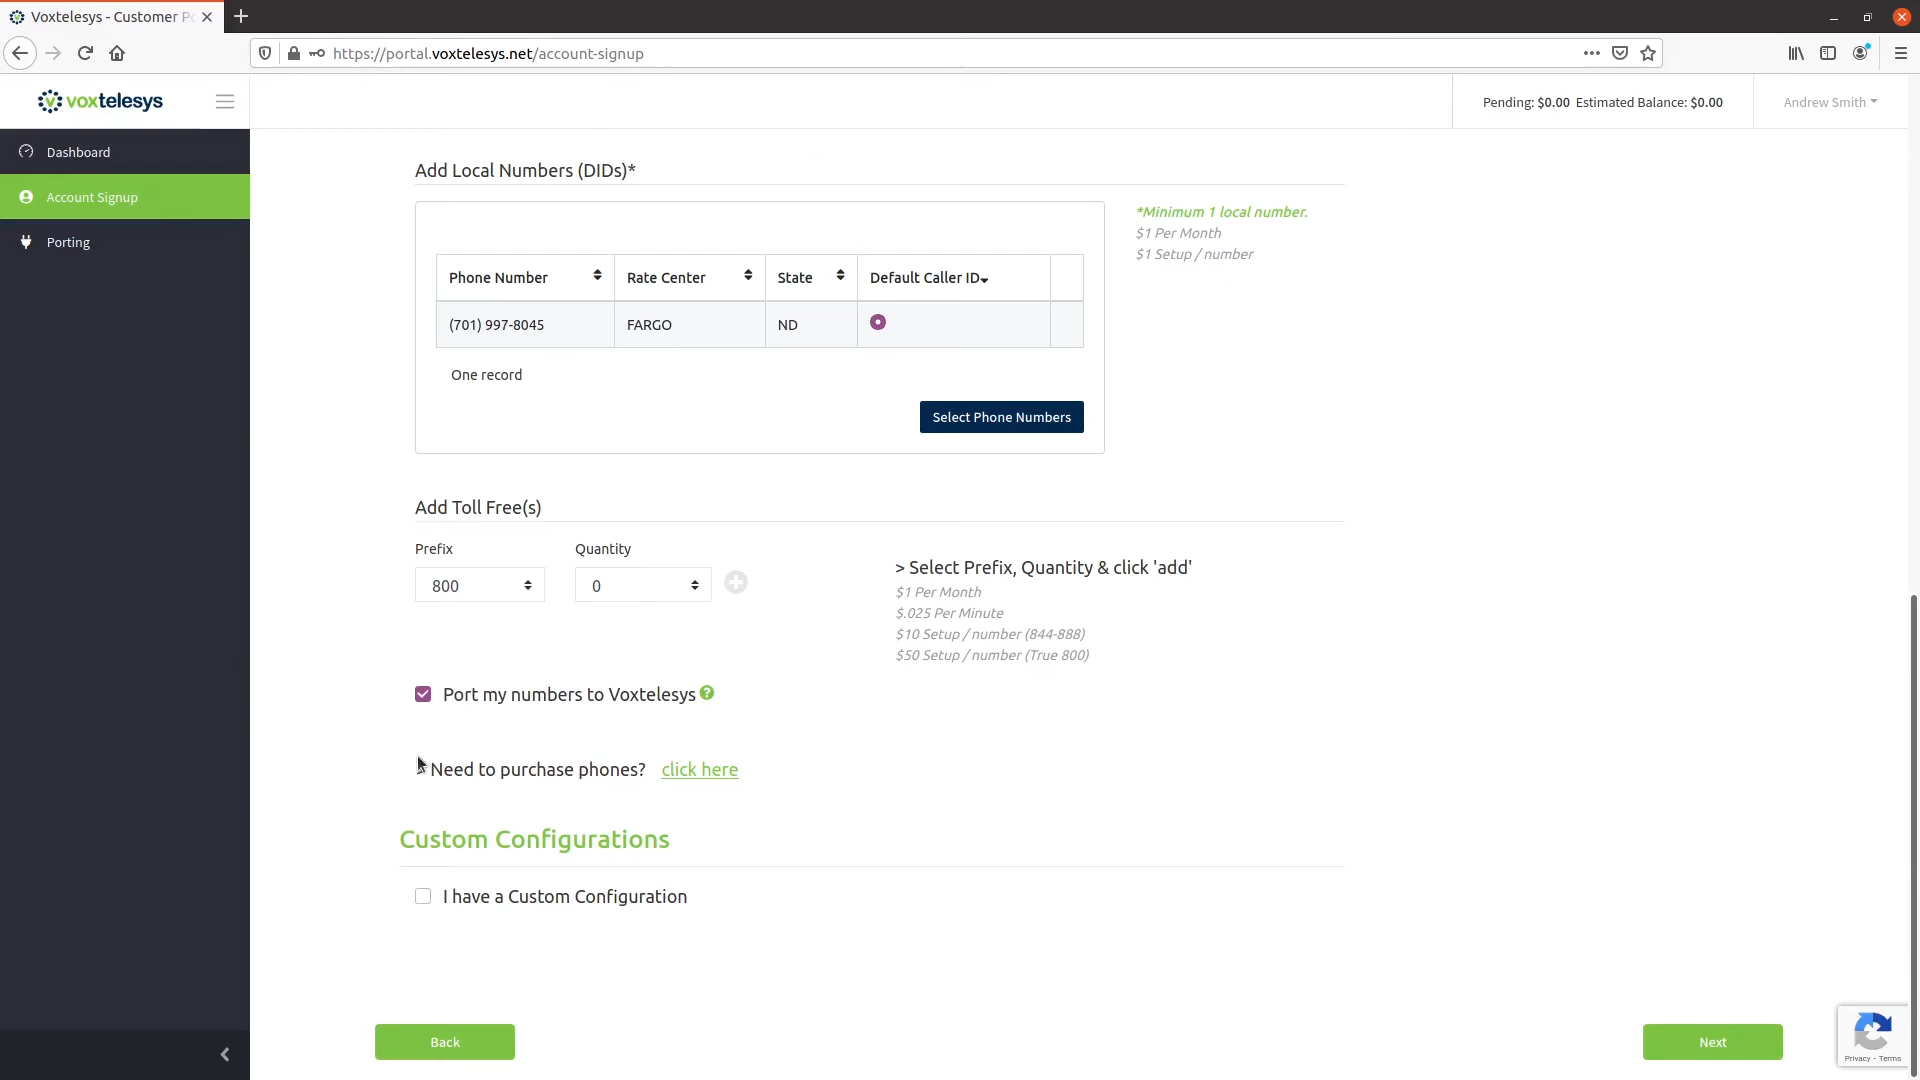 Voxtelesys - Customer Po
https://portal.voxtelesys.net/account-signup
voxtelesys
Pending: $0.00 Estimated Balance: $0.00
Andrew Smith
Dashboard
Account Signup
Porting
Add Local Numbers (DIDs)*
*Minimum 1 local number.
$1 Per Month
$1 Setup / number
Phone Number Rate Center State Default Caller ID
(701) 997-8045 FARGO ND
One record
Select Phone Numbers
Add Toll Free(s)
Prefix Quantity
800 0
> Select Prefix, Quantity & click 'add'
$1 Per Month
$.025 Per Minute
$10 Setup / number (844-888)
$50 Setup / number (True 800)
Port my numbers to Voxtelesys ?
Need to purchase phones? click here
Custom Configurations
I have a Custom Configuration
Back
Next
Privacy - Terms